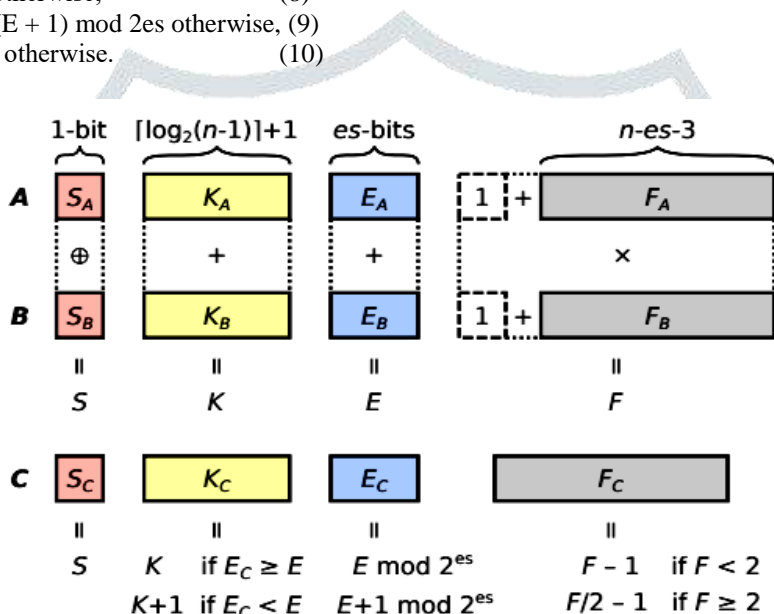 otherwise, (8)
(E + 1) mod 2es otherwise, (9)
otherwise. (10)
1-bit ⌈log₂(n-1)⌉+1 es-bits n-es-3
A S_A K_A E_A 1 + F_A
⊕ + + ×
B S_B K_B E_B 1 + F_B
= = = =
S K E F
C S_C K_C E_C F_C
= = = =
S K if E_C ≥ E E mod 2^es F – 1 if F < 2
K+1 if E_C < E E+1 mod 2^es F/2 – 1 if F ≥ 2